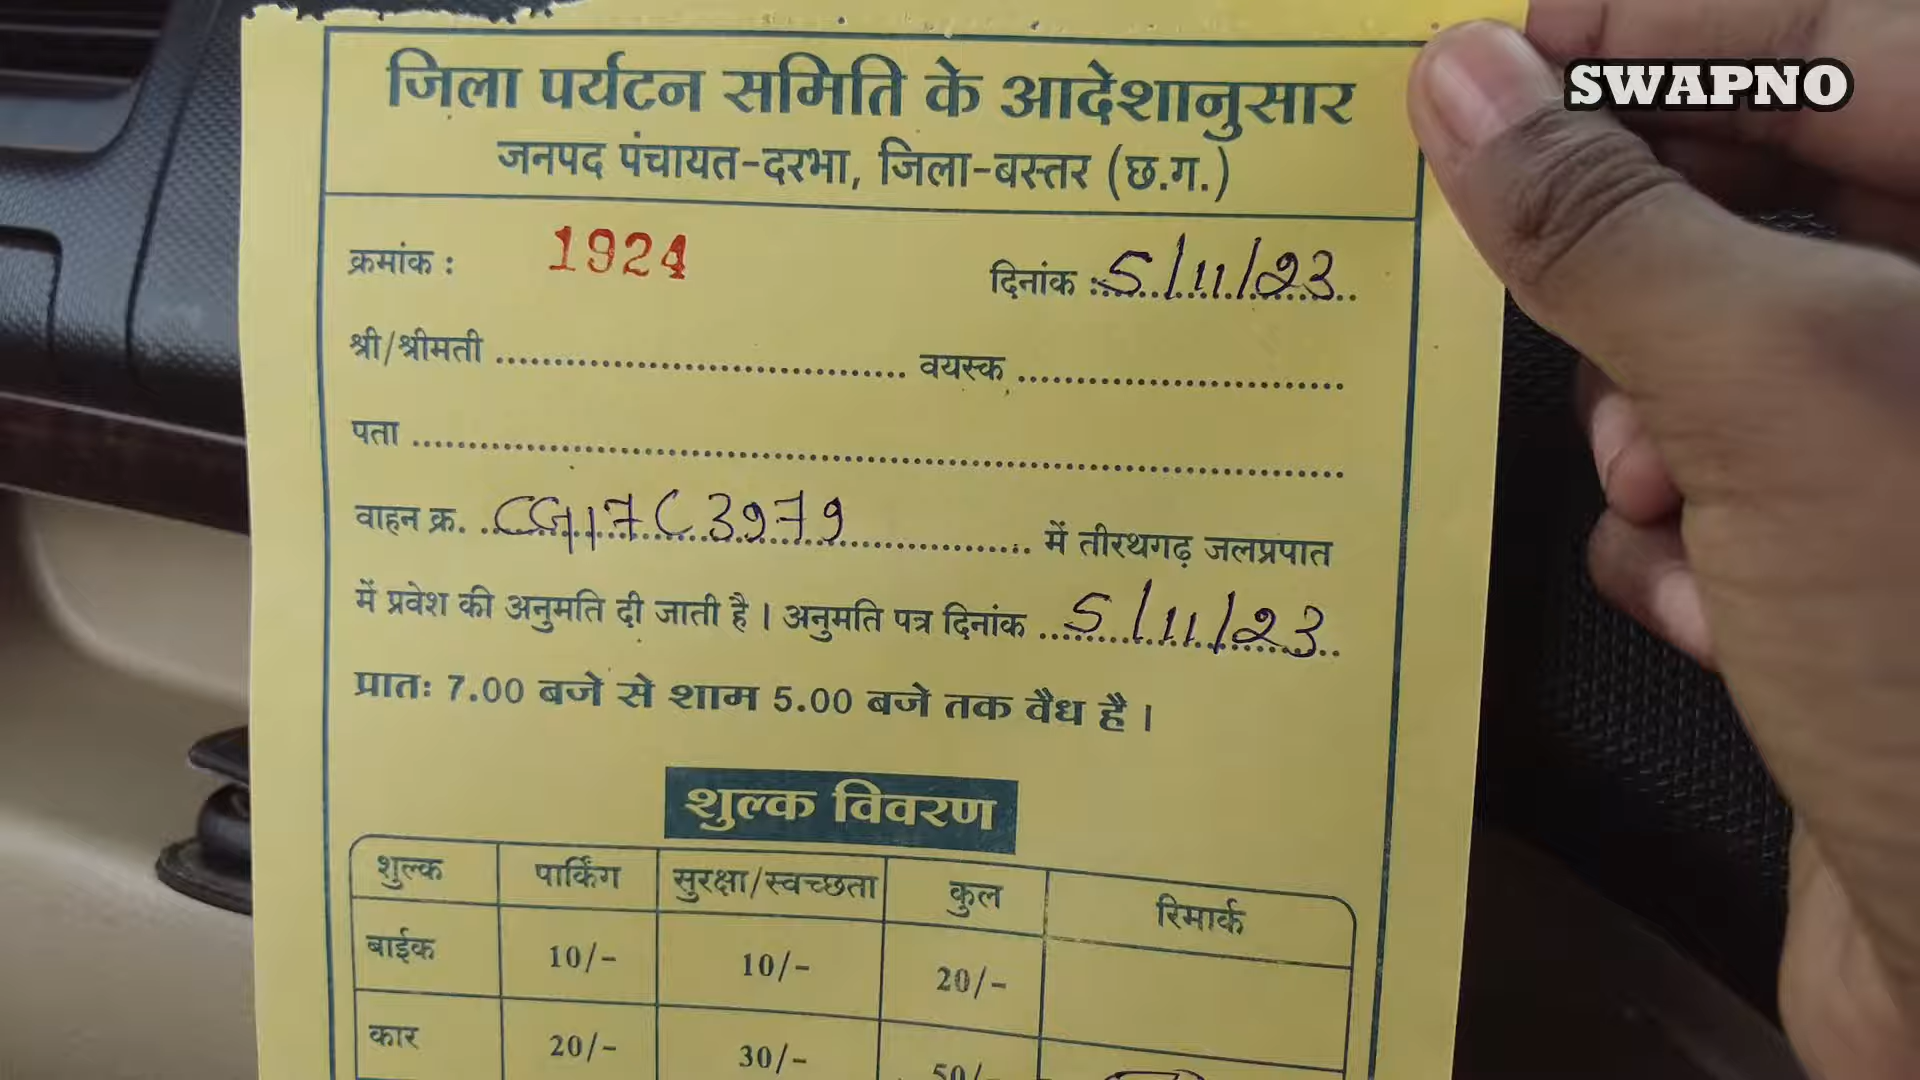 SWAPNO
जिला पर्यटन समिति के आदेशानुसार
जनपद पंचायत-दरभा, जिला-बस्तर (छ.ग.)
क्रमांक : 1924 दिनांक : 5/11/23
श्री/श्रीमती .................... वयस्क ....................
पता ....................
वाहन क्र. CG17C3979 में तीरथगढ़ जलप्रपात
में प्रवेश की अनुमति दी जाती है । अनुमति पत्र दिनांक 5/11/23
प्रातः 7.00 बजे से शाम 5.00 बजे तक वैध है ।
शुल्क विवरण
शुल्क पार्किंग सुरक्षा/स्वच्छता कुल रिमार्क
बाईक 10/- 10/- 20/-
कार 20/- 30/- 50/-